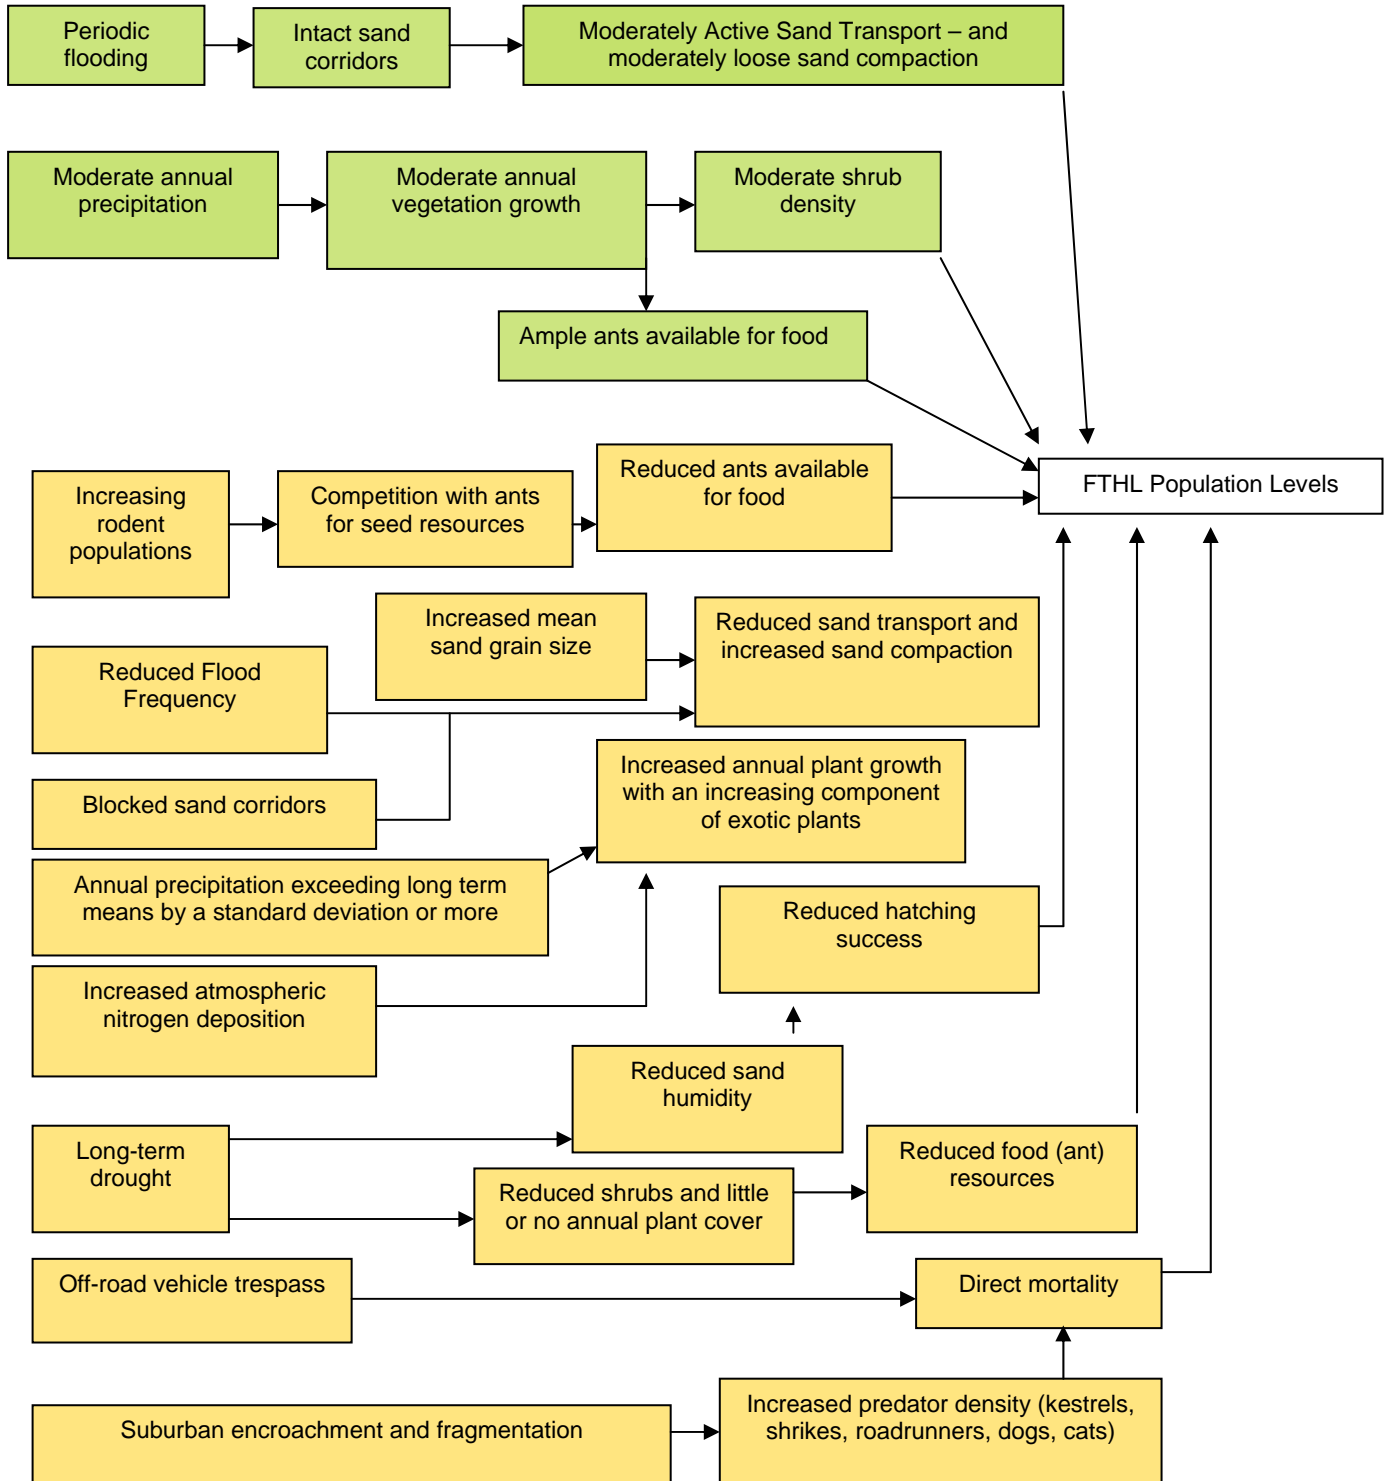 Periodic
flooding
Intact sand
corridors
Moderately Active Sand Transport – and
moderately loose sand compaction
Moderate annual
precipitation
Moderate annual
vegetation growth
Moderate shrub
density
Ample ants available for food
Increasing
rodent
populations
Competition with ants
for seed resources
Reduced ants available
for food
FTHL Population Levels
Increased mean
sand grain size
Reduced sand transport and
increased sand compaction
Reduced Flood
Frequency
Blocked sand corridors
Increased annual plant growth
with an increasing component
of exotic plants
Annual precipitation exceeding long term
means by a standard deviation or more
Reduced hatching
success
Increased atmospheric
nitrogen deposition
Reduced sand
humidity
Long-term
drought
Reduced shrubs and little
or no annual plant cover
Reduced food (ant)
resources
Off-road vehicle trespass
Direct mortality
Suburban encroachment and fragmentation
Increased predator density (kestrels,
shrikes, roadrunners, dogs, cats)